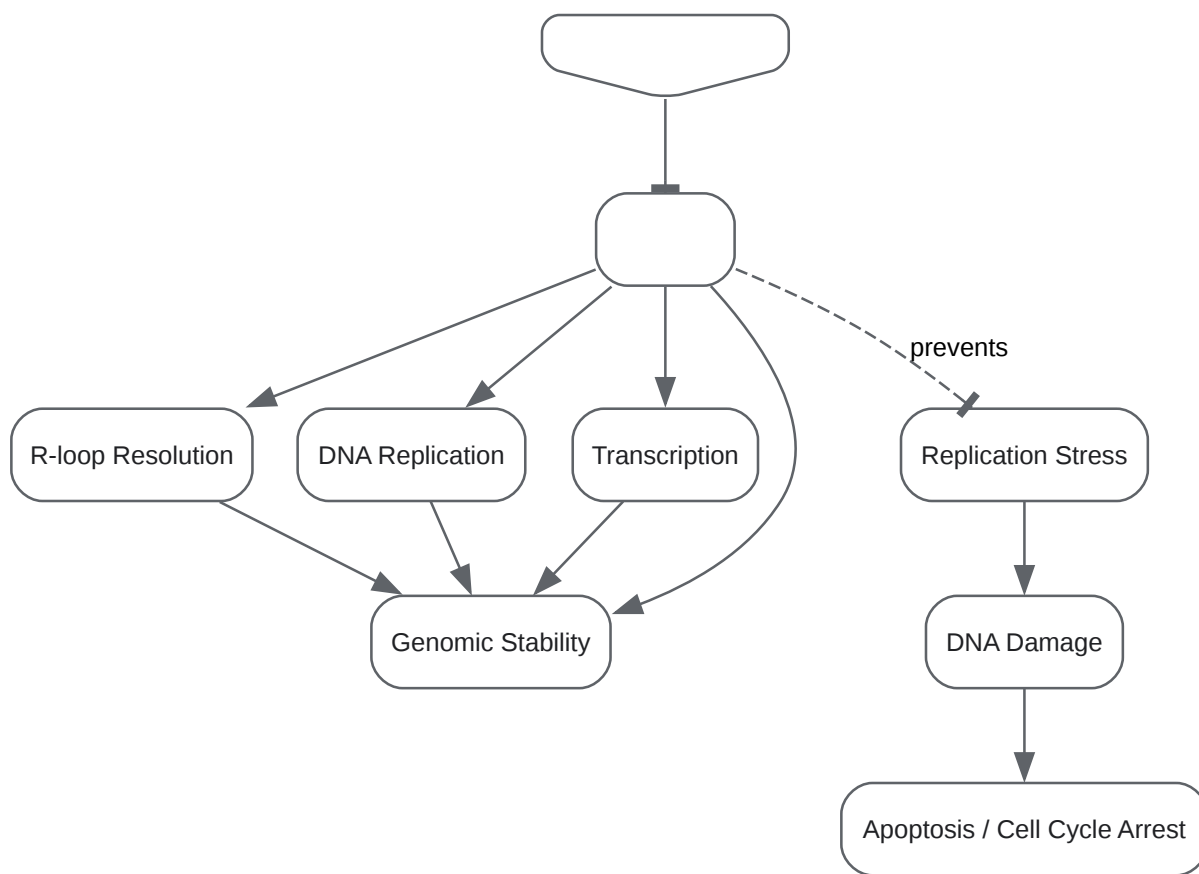 prevents
R-loop Resolution
DNA Replication
Transcription
Replication Stress
Genomic Stability
DNA Damage
Apoptosis / Cell Cycle Arrest